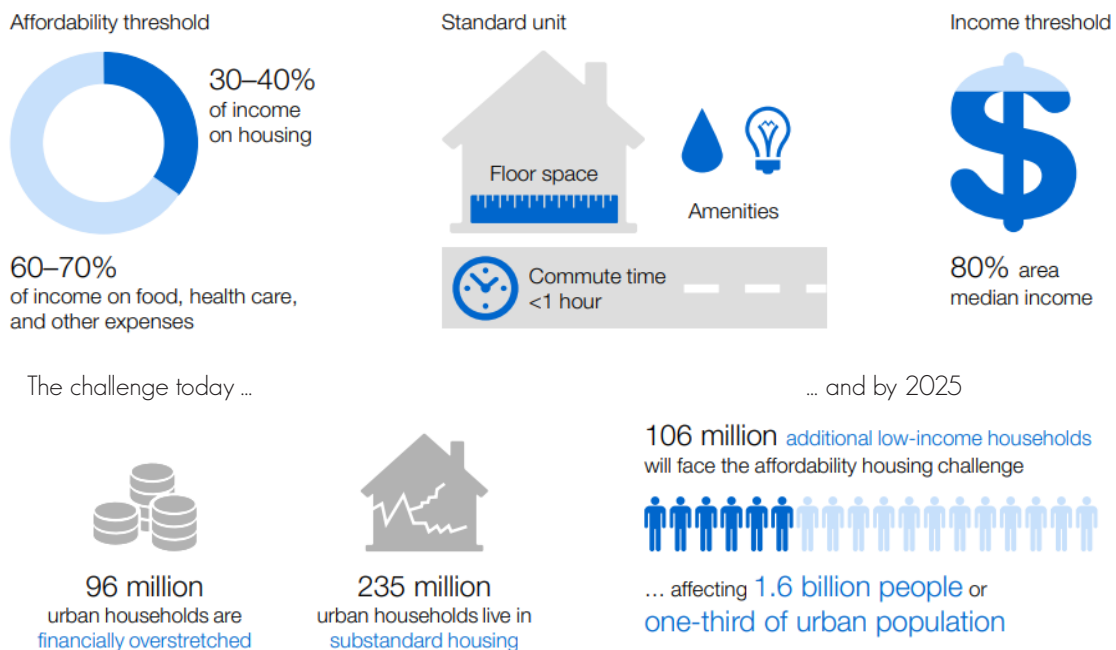 Affordability threshold
30–40%
of income
on housing
60–70%
of income on food, health care,
and other expenses
Standard unit
Floor space
Amenities
Commute time
<1 hour
Income threshold
80% area
median income
The challenge today ...
96 million
urban households are
financially overstretched
235 million
urban households live in
substandard housing
... and by 2025
106 million additional low-income households
will face the affordability housing challenge
... affecting 1.6 billion people or
one-third of urban population